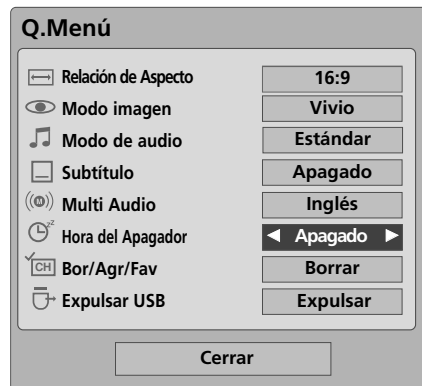 Q.Menú
Relación de Aspecto 16:9
Modo imagen Vivio
Modo de audio Estándar
Subtítulo Apagado
Multi Audio Inglés
Hora del Apagador ◄ Apagado ►
CH Bor/Agr/Fav Borrar
Expulsar USB Expulsar
Cerrar